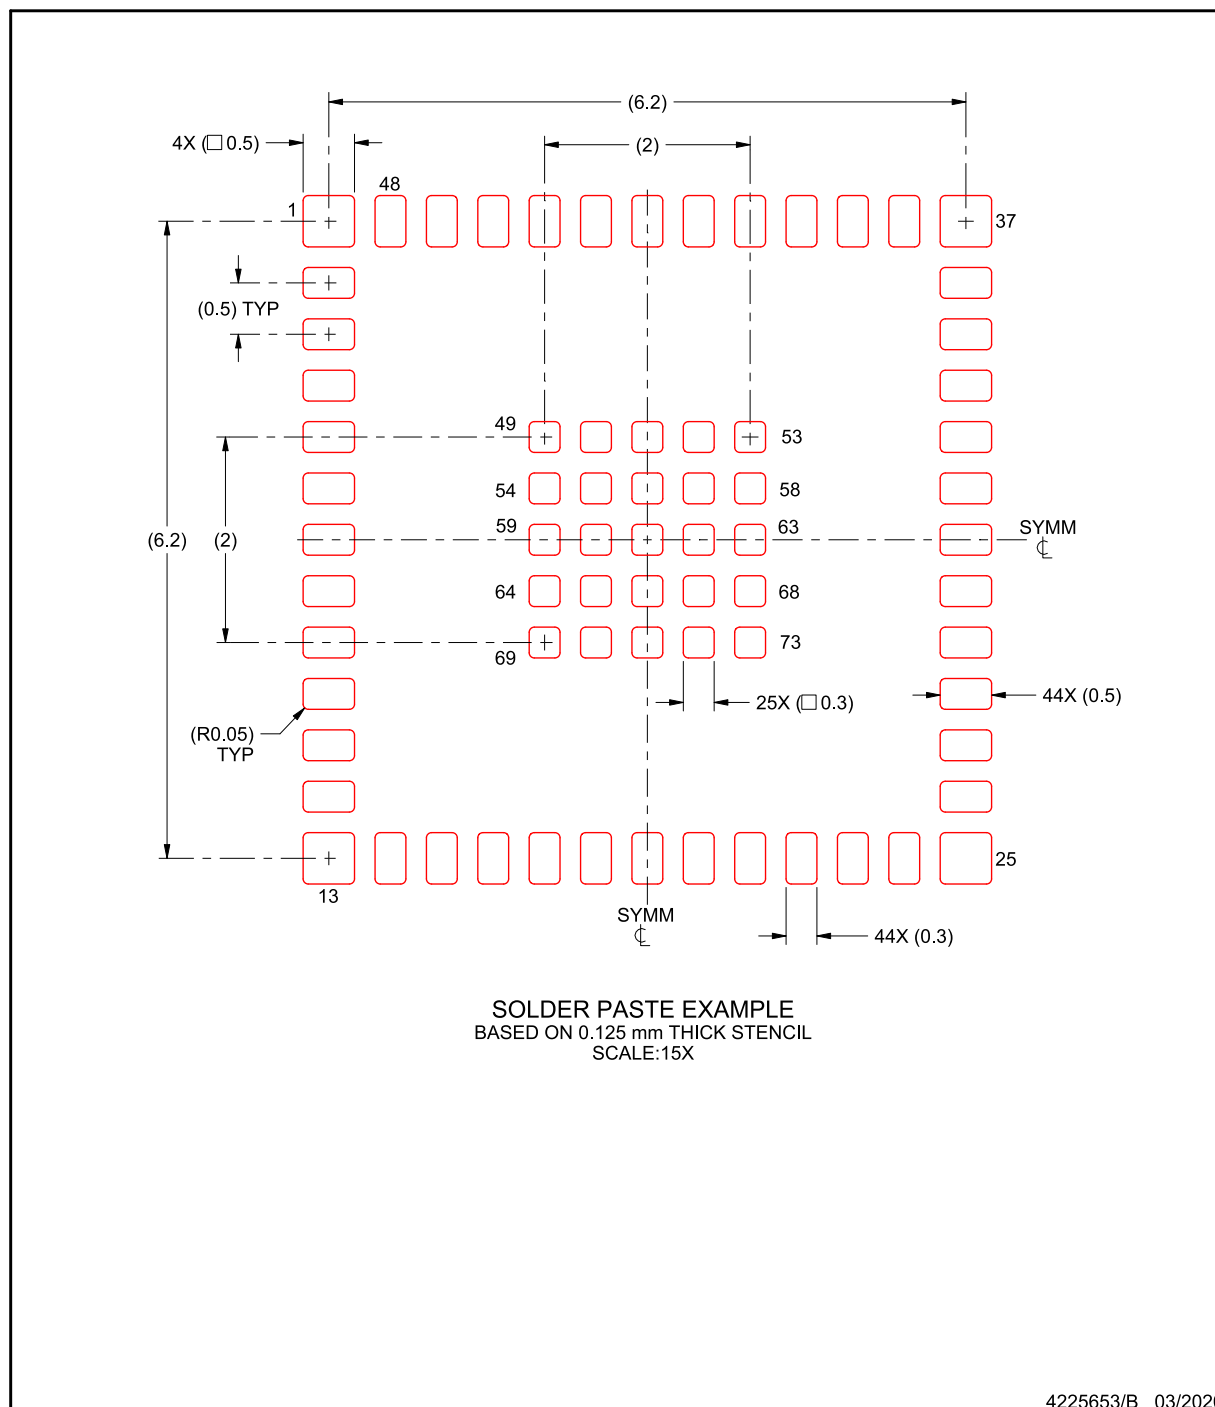 (6.2)
4X (□ 0.5)
(2)
48
1
37
(0.5) TYP
49
53
54
58
59
63
SYMM
℄
(6.2)
(2)
64
68
69
73
25X (□ 0.3)
44X (0.5)
(R0.05)
TYP
25
13
SYMM
℄
44X (0.3)
SOLDER PASTE EXAMPLE
BASED ON 0.125 mm THICK STENCIL
SCALE:15X
4225653/B 03/2020